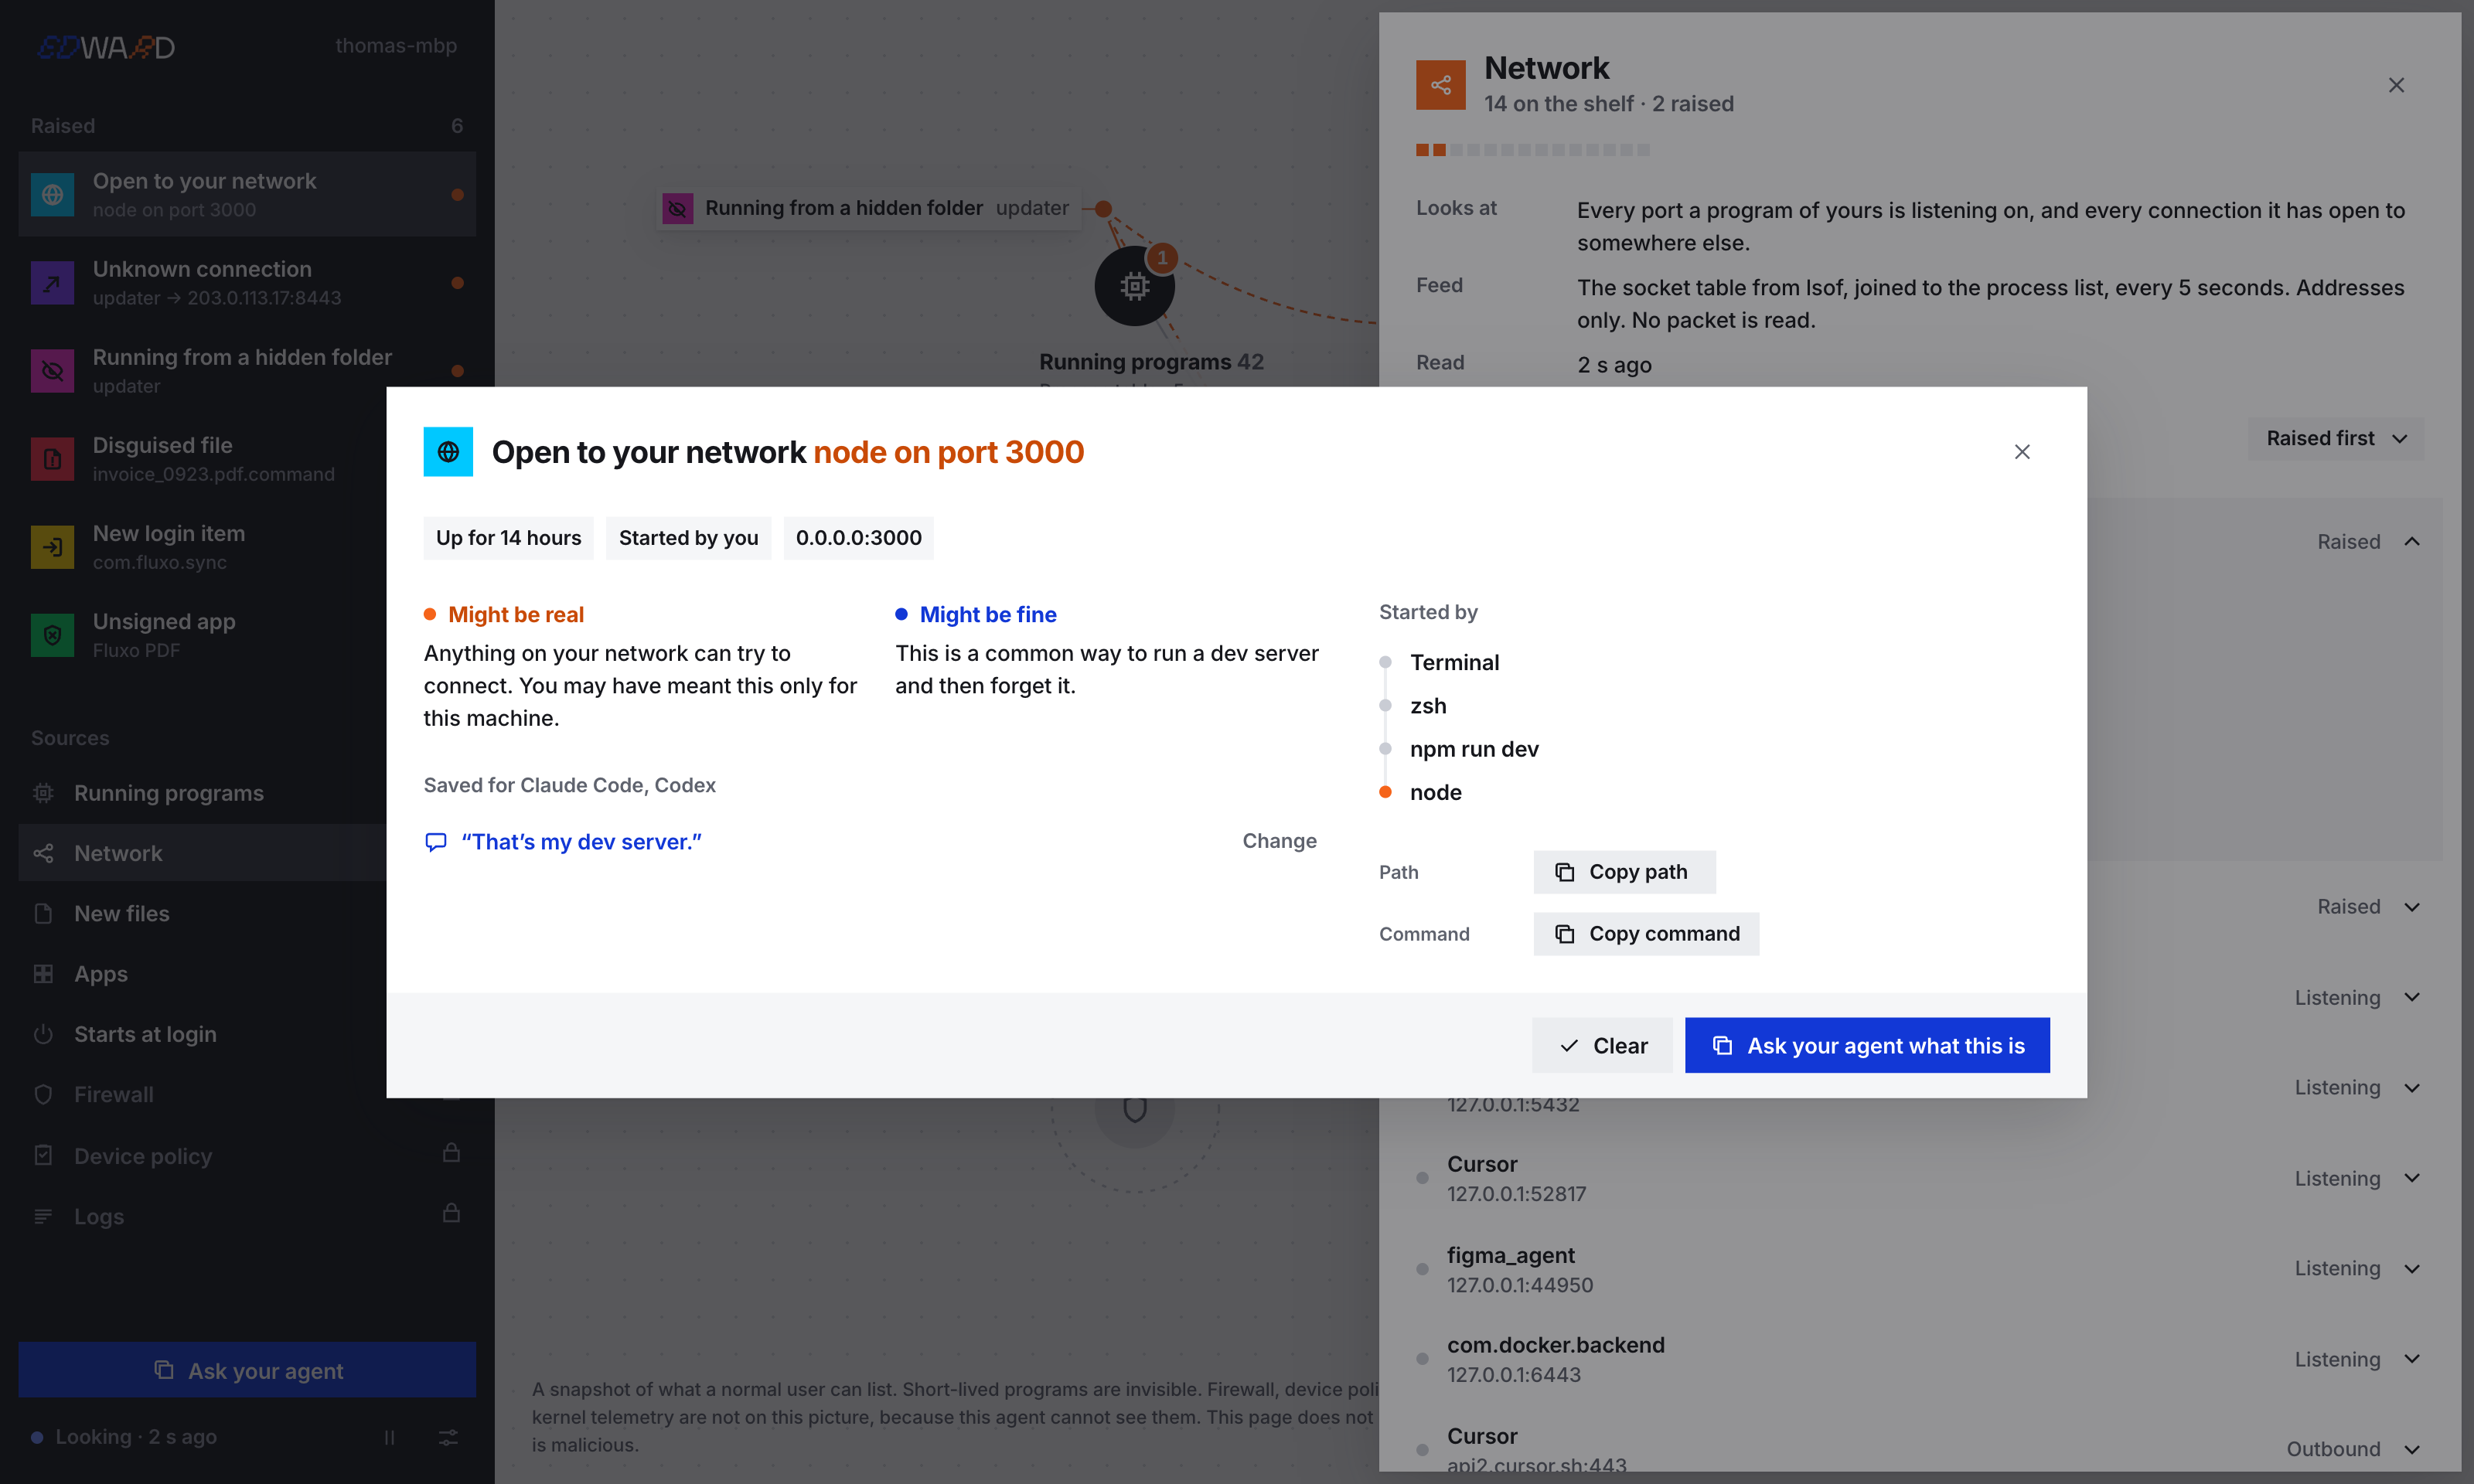 EDWARD
thomas-mbp
Raised 6
Open to your network
node on port 3000
Unknown connection
updater → 203.0.113.17:8443
Running from a hidden folder
updater
Disguised file
invoice_0923.pdf.command
New login item
com.fluxo.sync
Unsigned app
Fluxo PDF
Sources
Running programs
Network
New files
Apps
Starts at login
Firewall
Device policy
Logs
Ask your agent
Looking · 2 s ago
Running from a hidden folder updater
1
Running programs 42
A snapshot of what a normal user can list. Short-lived programs are invisible. Firewall, device poli
kernel telemetry are not on this picture, because this agent cannot see them. This page does not
is malicious.
Network
14 on the shelf · 2 raised
Looks at
Every port a program of yours is listening on, and every connection it has open to
somewhere else.
Feed
The socket table from lsof, joined to the process list, every 5 seconds. Addresses
only. No packet is read.
Read
2 s ago
Raised first
Raised
Raised
Listening
Listening
127.0.0.1:5432
Cursor
127.0.0.1:52817
Listening
figma_agent
127.0.0.1:44950
Listening
com.docker.backend
127.0.0.1:6443
Listening
Cursor
api2.cursor.sh:443
Outbound
Open to your network node on port 3000
Up for 14 hours
Started by you
0.0.0.0:3000
Might be real
Anything on your network can try to
connect. You may have meant this only for
this machine.
Might be fine
This is a common way to run a dev server
and then forget it.
Saved for Claude Code, Codex
“That’s my dev server.”
Change
Started by
Terminal
zsh
npm run dev
node
Path
Copy path
Command
Copy command
Clear
Ask your agent what this is